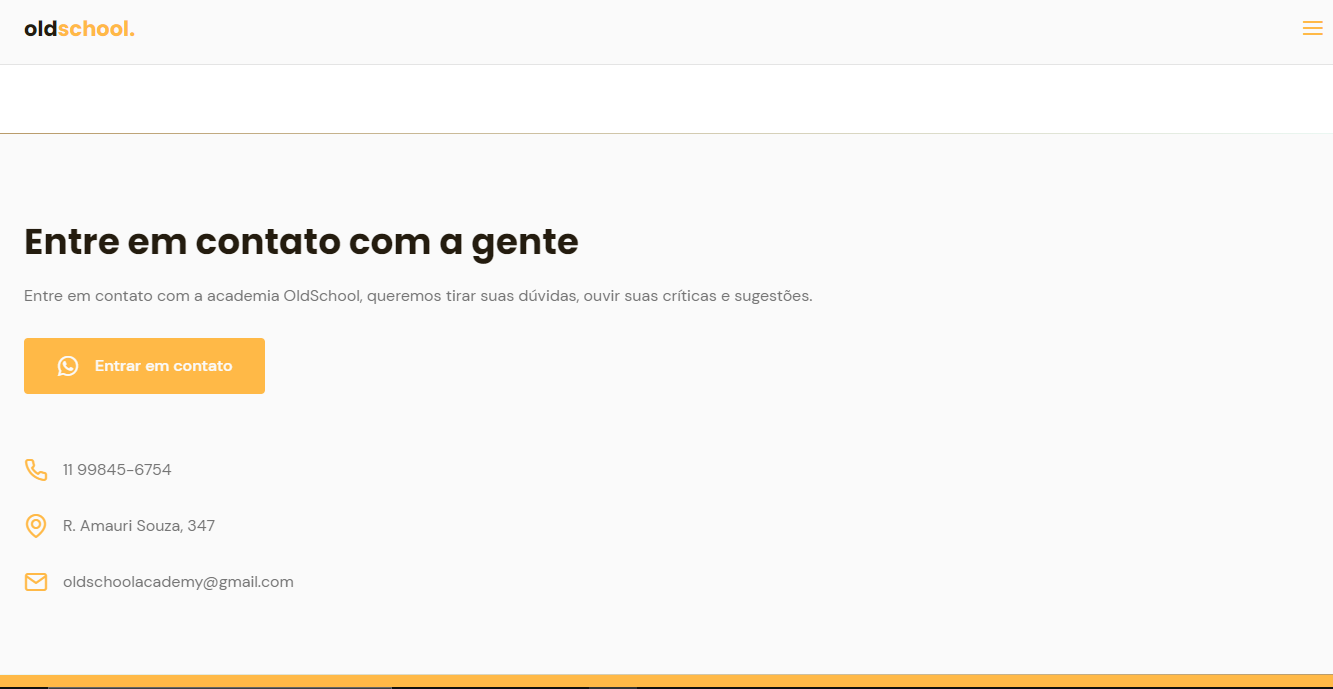 oldschool.
Entre em contato com a gente
Entre em contato com a academia OldSchool, queremos tirar suas dúvidas, ouvir suas críticas e sugestões.
Entrar em contato
11 99845-6754
R. Amauri Souza, 347
oldschoolacademy@gmail.com